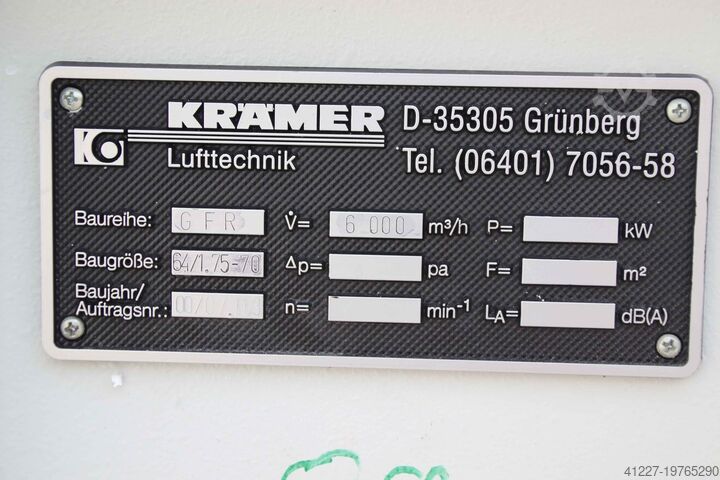 KRÄMER D-35305 Grünberg
Lufttechnik Tel. (06401) 7056-58
Baureihe: GFR V̇= 6 000 m³/h P= kW
Baugröße: 64/1.75-70 Δp= pa F= m²
Baujahr/
Auftragsnr.: n= min⁻¹ LA= dB(A)
41227-19765290